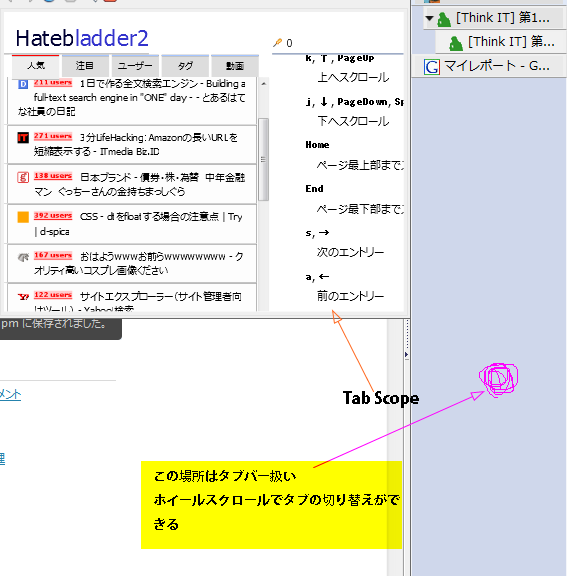 Hatebladder2
0
人気
注目
ユーザー
タグ
動画
211 users 1日で作る全文検索エンジン - Building a
full-text search engine in "ONE" day - - とあるはて
な社員の日記
271 users 3分LifeHacking：Amazonの長いURLを
短縮表示する - ITmedia Biz.ID
138 users 日本ブランド - 債券・株・為替 中年金融
マン ぐっちーさんの金持ちまっしぐら
392 users CSS - dtをfloatする場合の注意点 | Try
| d-spica
167 users おはようwwwお前らwwwwwwww - ク
オリティ高いコスプレ画像ください
122 users サイトエクスプローラー（サイト管理者向
けツール） - Yahoo!検索
k, ↑, PageUp
上へスクロール
j, ↓, PageDown, Sp
下へスクロール
Home
ページ最上部まで
End
ページ最下部まで
s, →
次のエントリー
a, ←
前のエントリー
[Think IT] 第1...
[Think IT] 第...
マイレポート - G...
pm に保存されました。
メント
理
Tab Scope
この場所はタブバー扱い
ホイールスクロールでタブの切り替えがで
きる